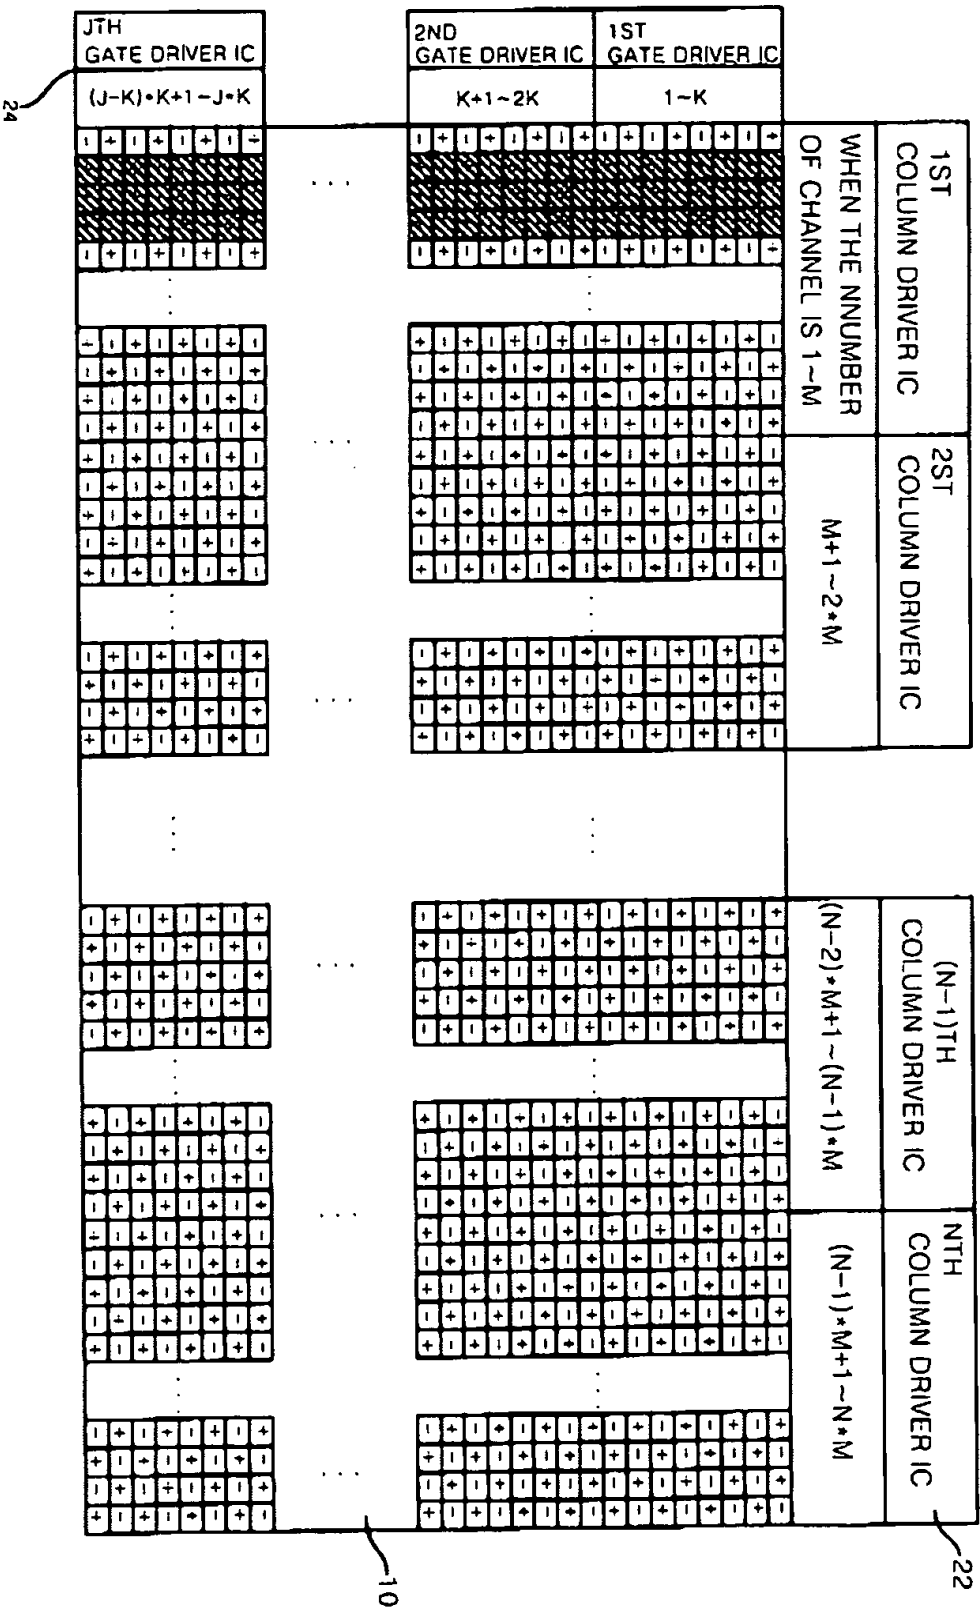 1ST
COLUMN DRIVER IC
2ST
COLUMN DRIVER IC
(N-1)TH
COLUMN DRIVER IC
NTH
COLUMN DRIVER IC
22
WHEN THE NNUMBER
OF CHANNEL IS 1~M
M+1~2*M
(N-2)*M+1~(N-1)*M
(N-1)*M+1~N*M
1ST
GATE DRIVER IC
1~K
2ND
GATE DRIVER IC
K+1~2K
JTH
GATE DRIVER IC
(J-K)*K+1~J*K
24
10